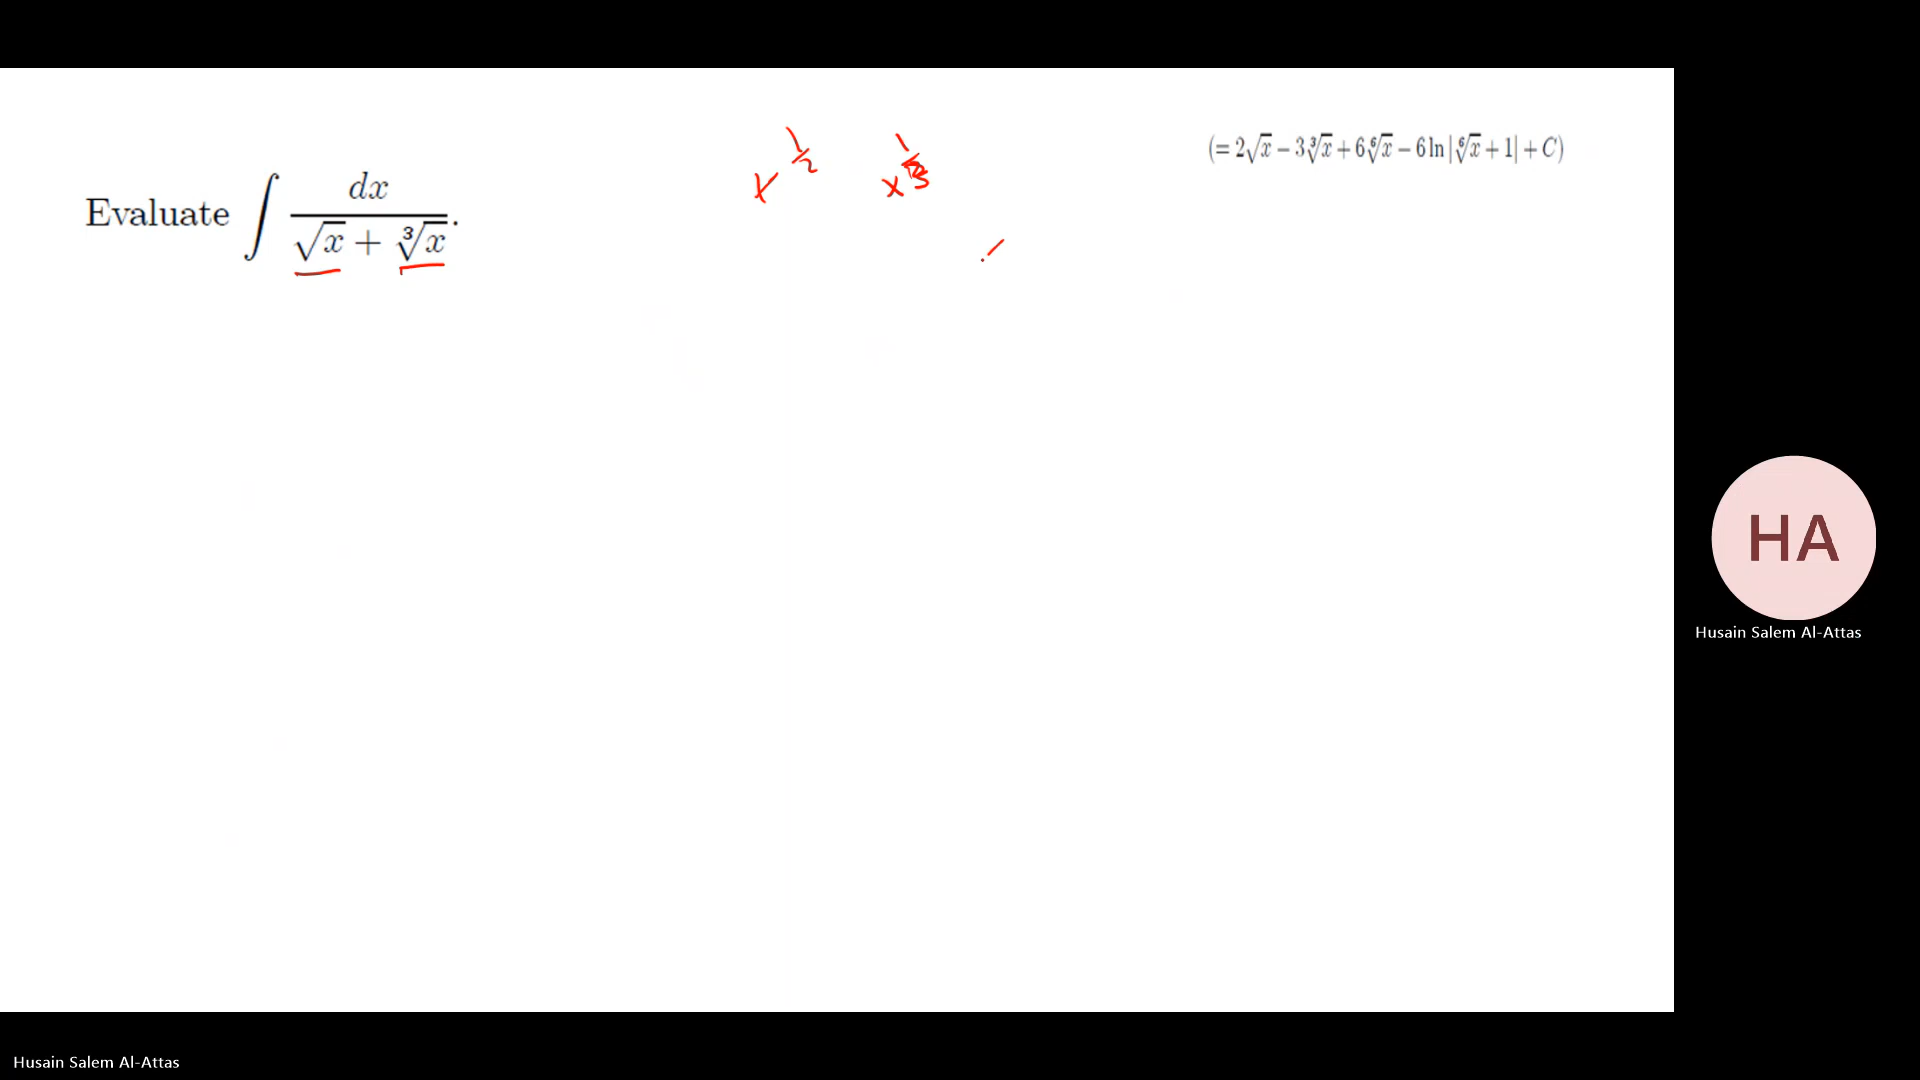 Evaluate ∫ dx / (√x + ∛x).
x^(1/2) x^(1/3)
(= 2√x − 3∛x + 6⁶√x − 6 ln |⁶√x + 1| + C)
HA
Husain Salem Al-Attas
Husain Salem Al-Attas